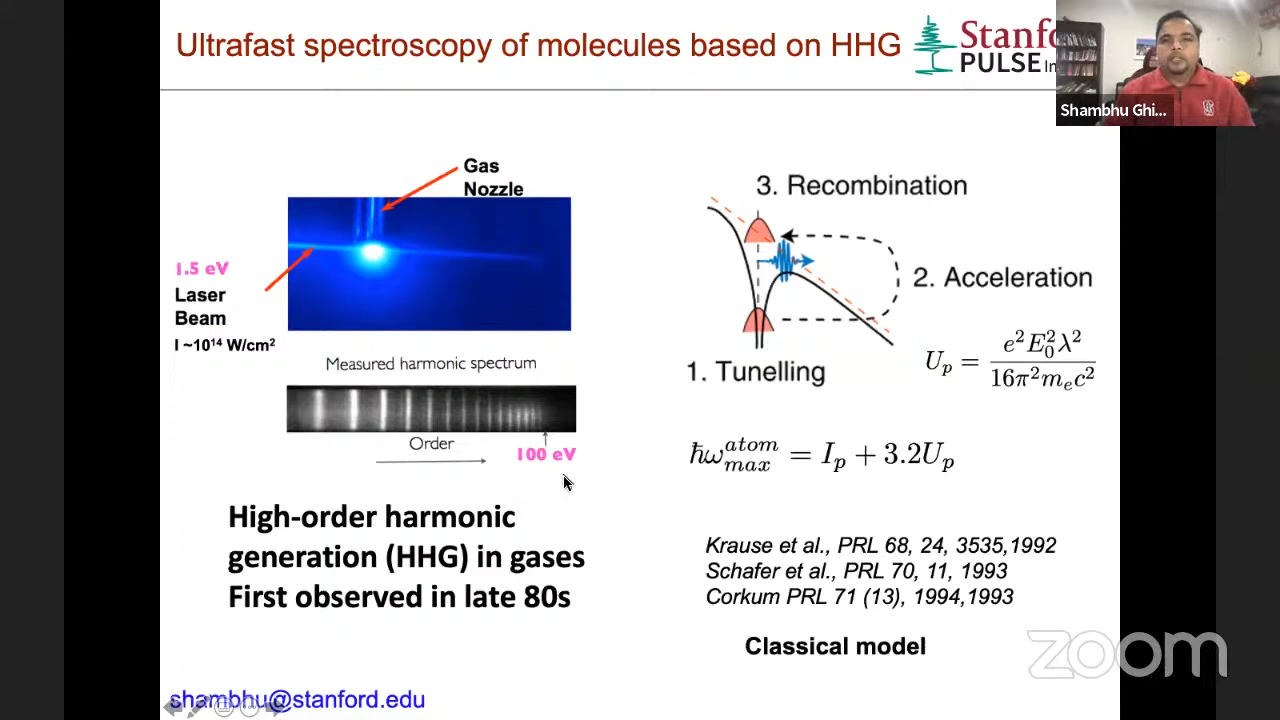 Ultrafast spectroscopy of molecules based on HHG
Stanf
PULSE In
Shambhu Ghi...
Gas
Nozzle
1.5 eV
Laser
Beam
I ~10¹⁴ W/cm²
Measured harmonic spectrum
Order
100 eV
High-order harmonic
generation (HHG) in gases
First observed in late 80s
3. Recombination
2. Acceleration
1. Tunelling
U_p = e²E₀²λ² / 16π²m_ec²
ħω_max^atom = I_p + 3.2U_p
Krause et al., PRL 68, 24, 3535,1992
Schafer et al., PRL 70, 11, 1993
Corkum PRL 71 (13), 1994,1993
Classical model
zoom
shambhu@stanford.edu